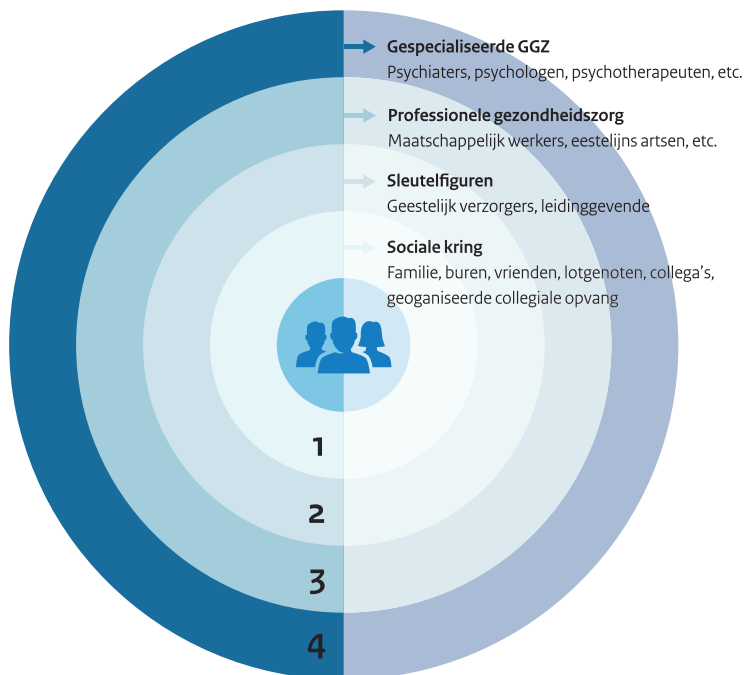 Gespecialiseerde GGZ
Psychiaters, psychologen, psychotherapeuten, etc.
Professionele gezondheidszorg
Maatschappelijk werkers, eestelijns artsen, etc.
Sleutelfiguren
Geestelijk verzorgers, leidinggevende
Sociale kring
Familie, buren, vrienden, lotgenoten, collega's,
geoganiseerde collegiale opvang
1
2
3
4